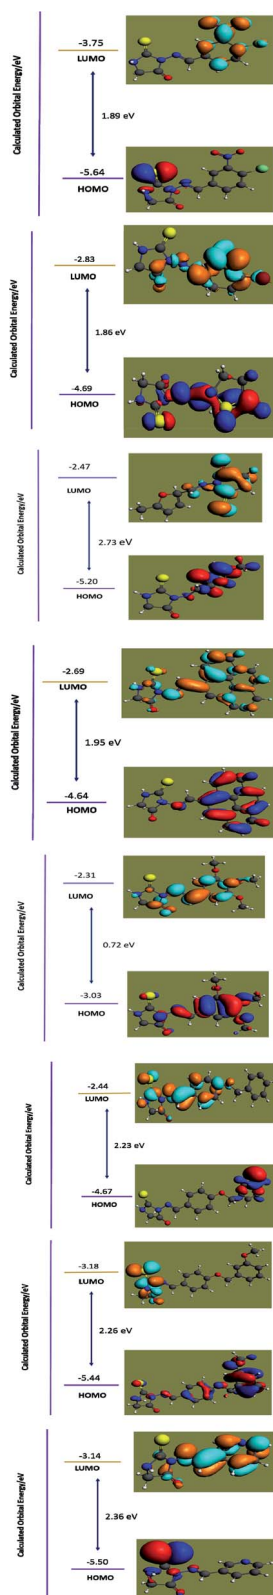 Calculated Orbital Energy/eV
-3.75
LUMO
1.89 eV
-5.64
HOMO
Calculated Orbital Energy/eV
-2.83
LUMO
1.86 eV
-4.69
HOMO
Calculated Orbital Energy/eV
-2.47
LUMO
2.73 eV
-5.20
HOMO
Calculated Orbital Energy/eV
-2.69
LUMO
1.95 eV
-4.64
HOMO
Calculated Orbital Energy/eV
-2.31
LUMO
0.72 eV
-3.03
HOMO
Calculated Orbital Energy/eV
-2.44
LUMO
2.23 eV
-4.67
HOMO
Calculated Orbital Energy/eV
-3.18
LUMO
2.26 eV
-5.44
HOMO
Calculated Orbital Energy/eV
-3.14
LUMO
2.36 eV
-5.50
HOMO